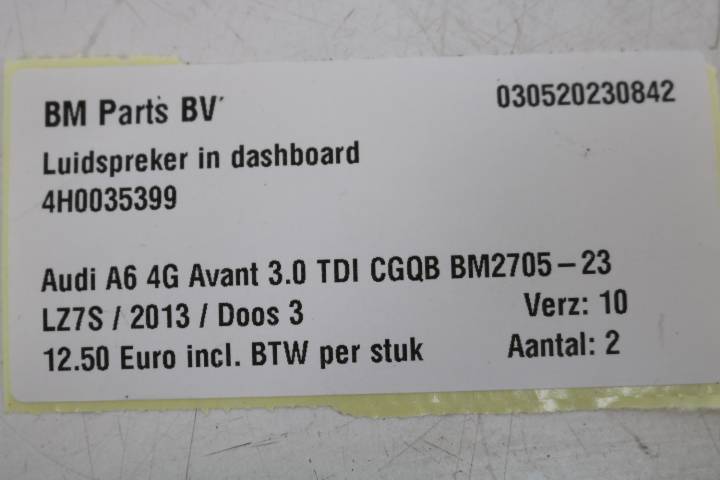 BM Parts BV
030520230842
Luidspreker in dashboard
4H0035399
Audi A6 4G Avant 3.0 TDI CGQB BM2705-23
LZ7S / 2013 / Doos 3
Verz: 10
12.50 Euro incl. BTW per stuk
Aantal: 2